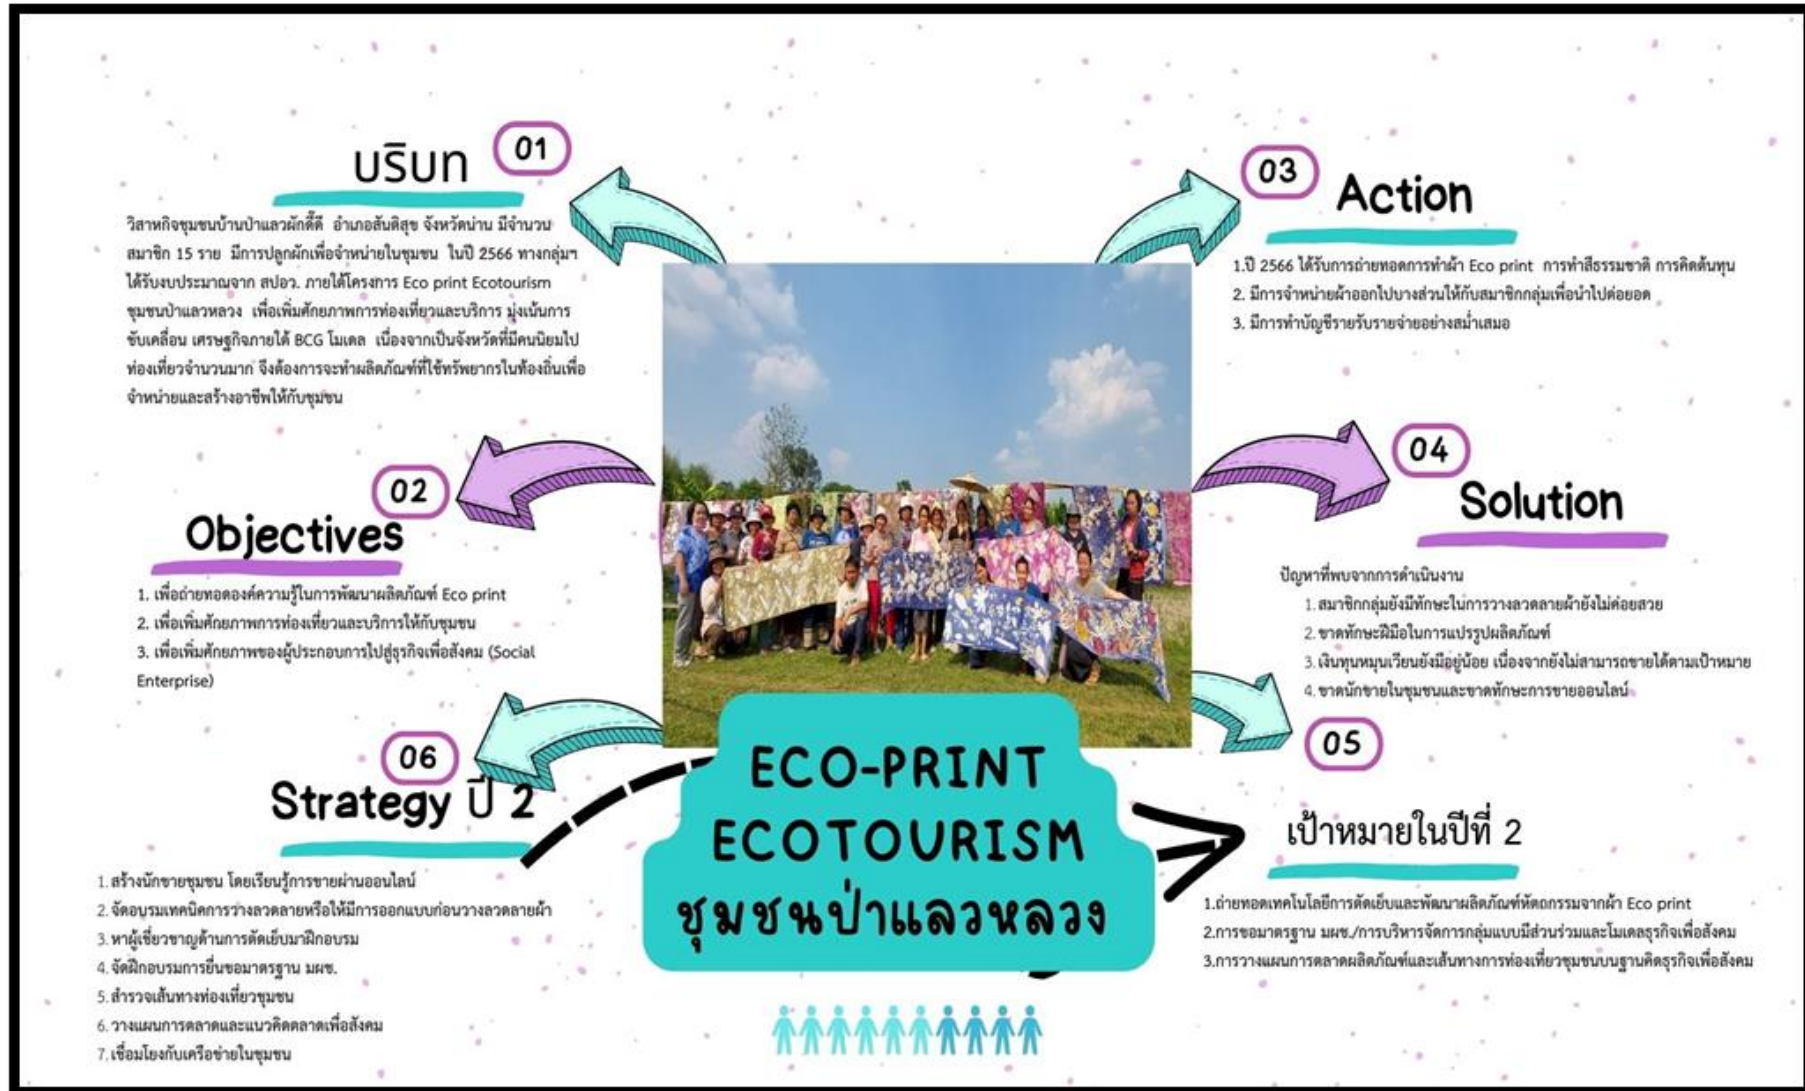 01
บริบท
วิสาหกิจชุมชนบ้านป่าแลวผักดี๊ดี อำเภอสันติสุข จังหวัดน่าน มีจำนวน
สมาชิก 15 ราย มีการปลูกผักเพื่อจำหน่ายในชุมชน ในปี 2566 ทางกลุ่มฯ
ได้รับงบประมาณจาก สปอว. ภายใต้โครงการ Eco print Ecotourism
ชุมชนป่าแลวหลวง เพื่อเพิ่มศักยภาพการท่องเที่ยวและบริการ มุ่งเน้นการ
ขับเคลื่อน เศรษฐกิจภายใต้ BCG โมเดล เนื่องจากเป็นจังหวัดที่มีคนนิยมไป
ท่องเที่ยวจำนวนมาก จึงต้องการจะทำผลิตภัณฑ์ที่ใช้ทรัพยากรในท้องถิ่นเพื่อ
จำหน่ายและสร้างอาชีพให้กับชุมชน
02
Objectives
1. เพื่อถ่ายทอดองค์ความรู้ในการพัฒนาผลิตภัณฑ์ Eco print
2. เพื่อเพิ่มศักยภาพการท่องเที่ยวและบริการให้กับชุมชน
3. เพื่อเพิ่มศักยภาพของผู้ประกอบการไปสู่ธุรกิจเพื่อสังคม (Social
Enterprise)
03
Action
1.ปี 2566 ได้รับการถ่ายทอดการทำผ้า Eco print การทำสีธรรมชาติ การคิดต้นทุน
2. มีการจำหน่ายผ้าออกไปบางส่วนให้กับสมาชิกกลุ่มเพื่อนำไปต่อยอด
3. มีการทำบัญชีรายรับรายจ่ายอย่างสม่ำเสมอ
04
Solution
ปัญหาที่พบจากการดำเนินงาน
1. สมาชิกกลุ่มยังมีทักษะในการวางลวดลายผ้ายังไม่ค่อยสวย
2. ขาดทักษะฝีมือในการแปรรูปผลิตภัณฑ์
3. เงินทุนหมุนเวียนยังมีอยู่น้อย เนื่องจากยังไม่สามารถขายได้ตามเป้าหมาย
4. ขาดนักขายในชุมชนและขาดทักษะการขายออนไลน์
05
เป้าหมายในปีที่ 2
1.ถ่ายทอดเทคโนโลยีการตัดเย็บและพัฒนาผลิตภัณฑ์หัตถกรรมจากผ้า Eco print
2.การขอมาตรฐาน มผช./การบริหารจัดการกลุ่มแบบมีส่วนร่วมและโมเดลธุรกิจเพื่อสังคม
3.การวางแผนการตลาดผลิตภัณฑ์และเส้นทางการท่องเที่ยวชุมชนบนฐานคิดธุรกิจเพื่อสังคม
06
Strategy ปี 2
1. สร้างนักขายชุมชน โดยเรียนรู้การขายผ่านออนไลน์
2. จัดอบรมเทคนิคการวางลวดลายหรือให้มีการออกแบบก่อนวางลวดลายผ้า
3. หาผู้เชี่ยวชาญด้านการตัดเย็บมาฝึกอบรม
4. จัดฝึกอบรมการยื่นขอมาตรฐาน มผช.
5. สำรวจเส้นทางท่องเที่ยวชุมชน
6. วางแผนการตลาดและแนวคิดตลาดเพื่อสังคม
7. เชื่อมโยงกับเครือข่ายในชุมชน
ECO-PRINT
ECOTOURISM
ชุมชนป่าแลวหลวง